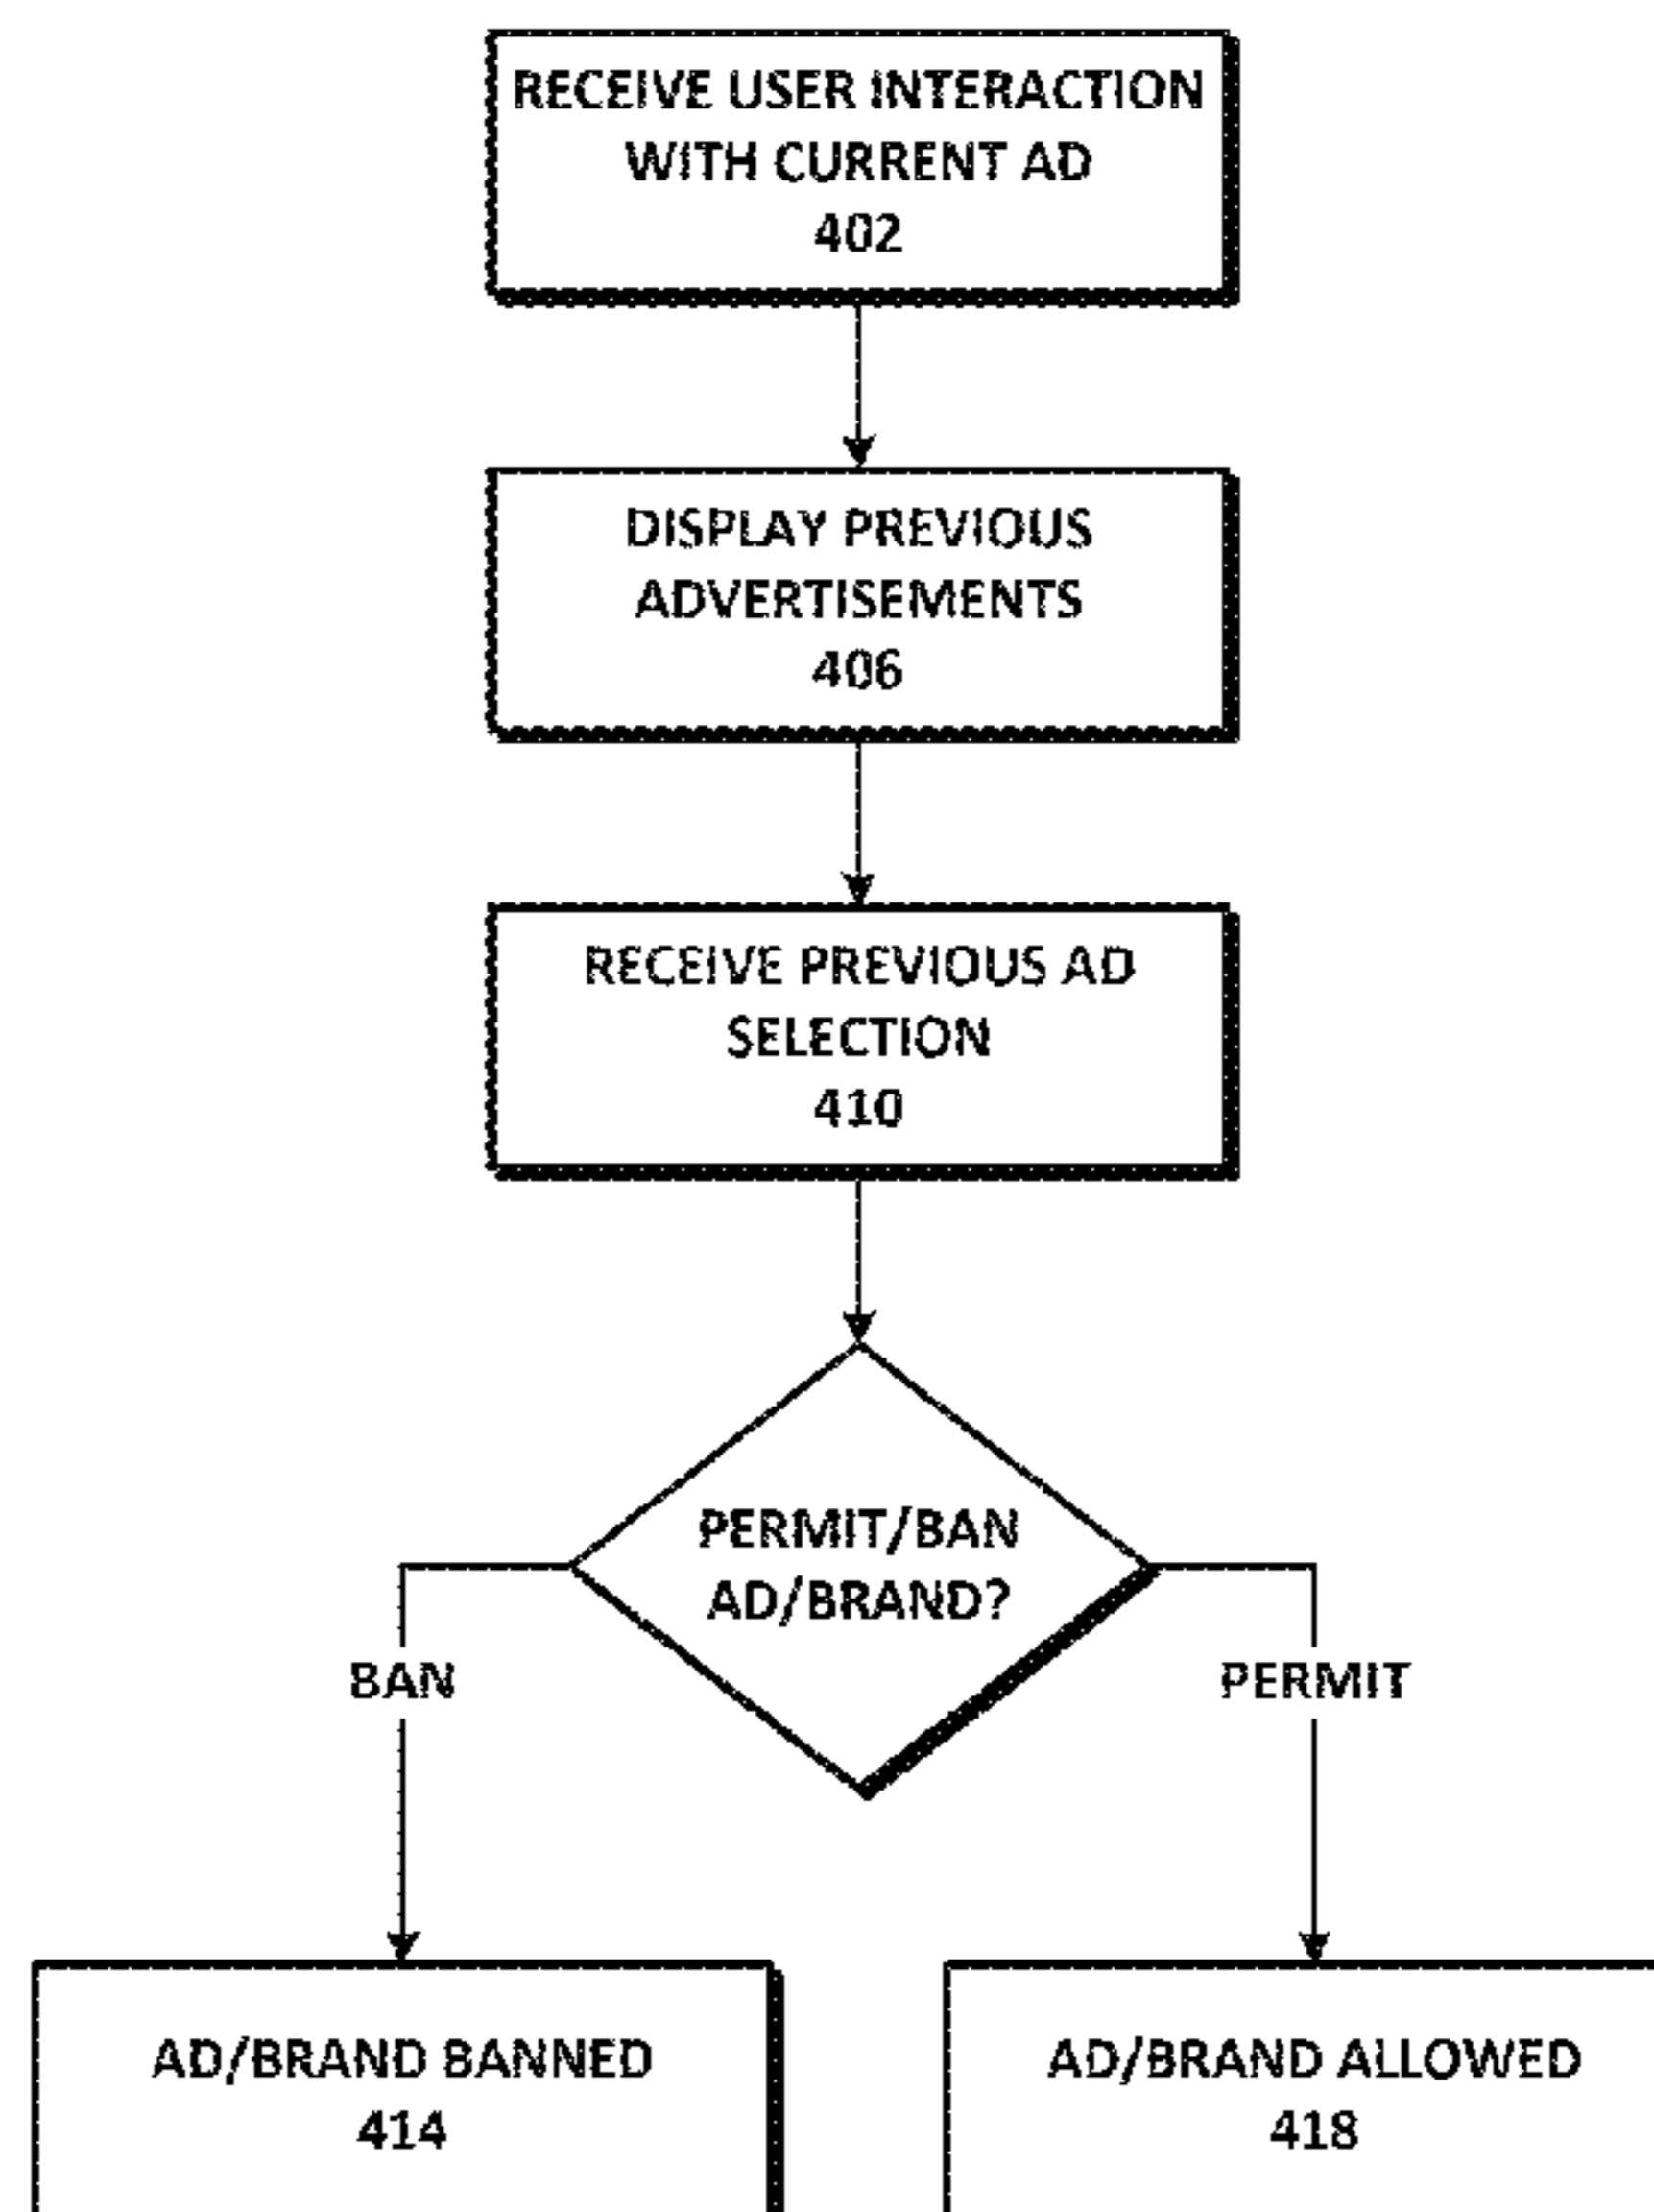 RECEIVE USER INTERACTION
WITH CURRENT AD
402
DISPLAY PREVIOUS
ADVERTISEMENTS
406
RECEIVE PREVIOUS AD
SELECTION
410
PERMIT/BAN
AD/BRAND?
BAN
PERMIT
AD/BRAND BANNED
414
AD/BRAND ALLOWED
418